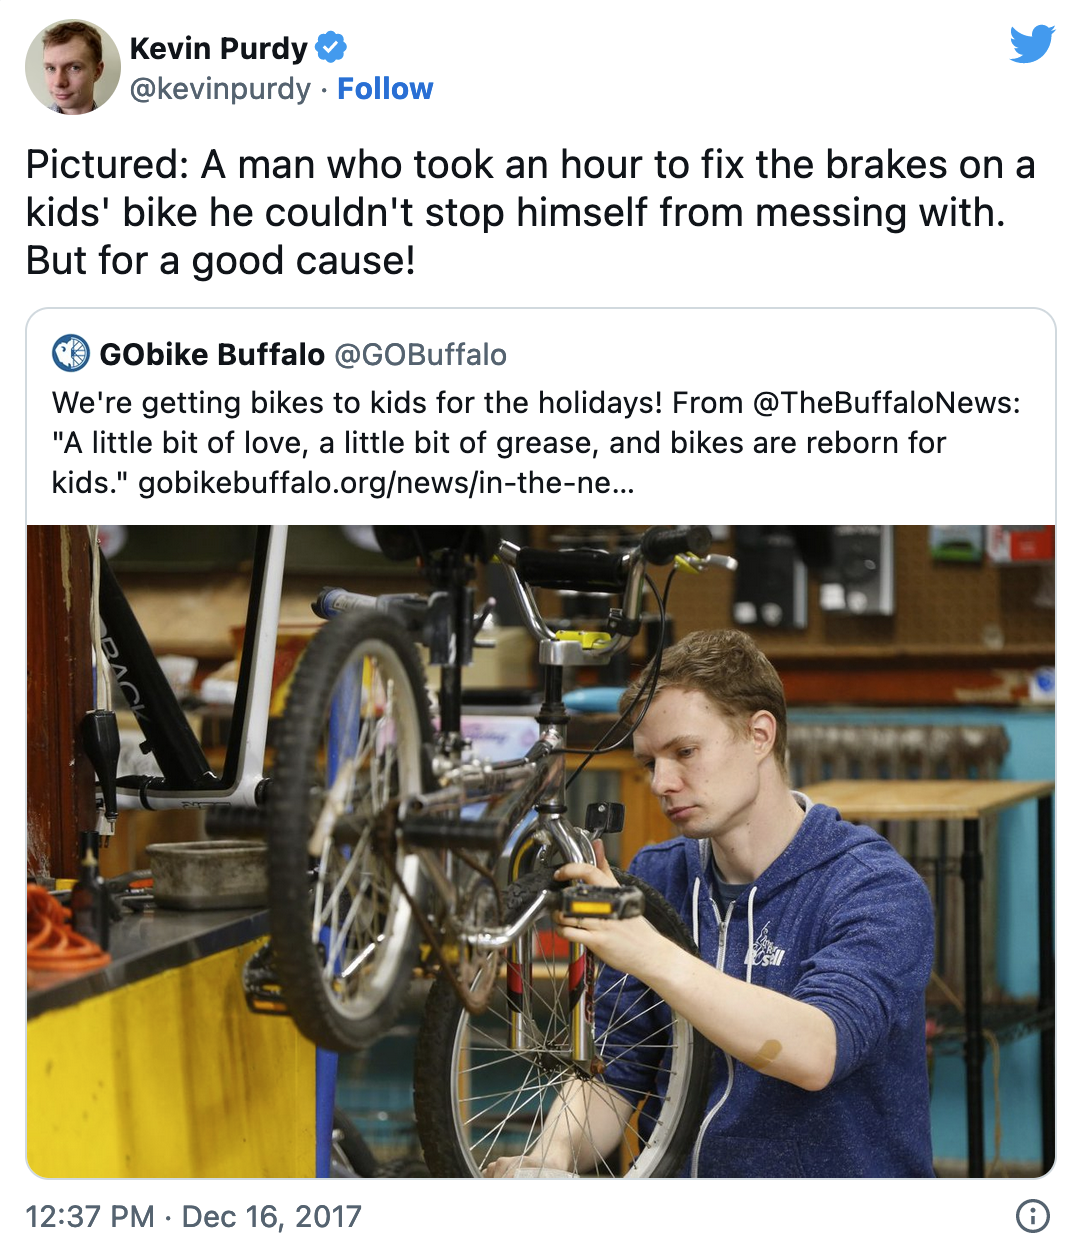 Kevin Purdy
@kevinpurdy · Follow
Pictured: A man who took an hour to fix the brakes on a
kids' bike he couldn't stop himself from messing with.
But for a good cause!
GObike Buffalo @GOBuffalo
We're getting bikes to kids for the holidays! From @TheBuffaloNews:
"A little bit of love, a little bit of grease, and bikes are reborn for
kids." gobikebuffalo.org/news/in-the-ne...
12:37 PM · Dec 16, 2017